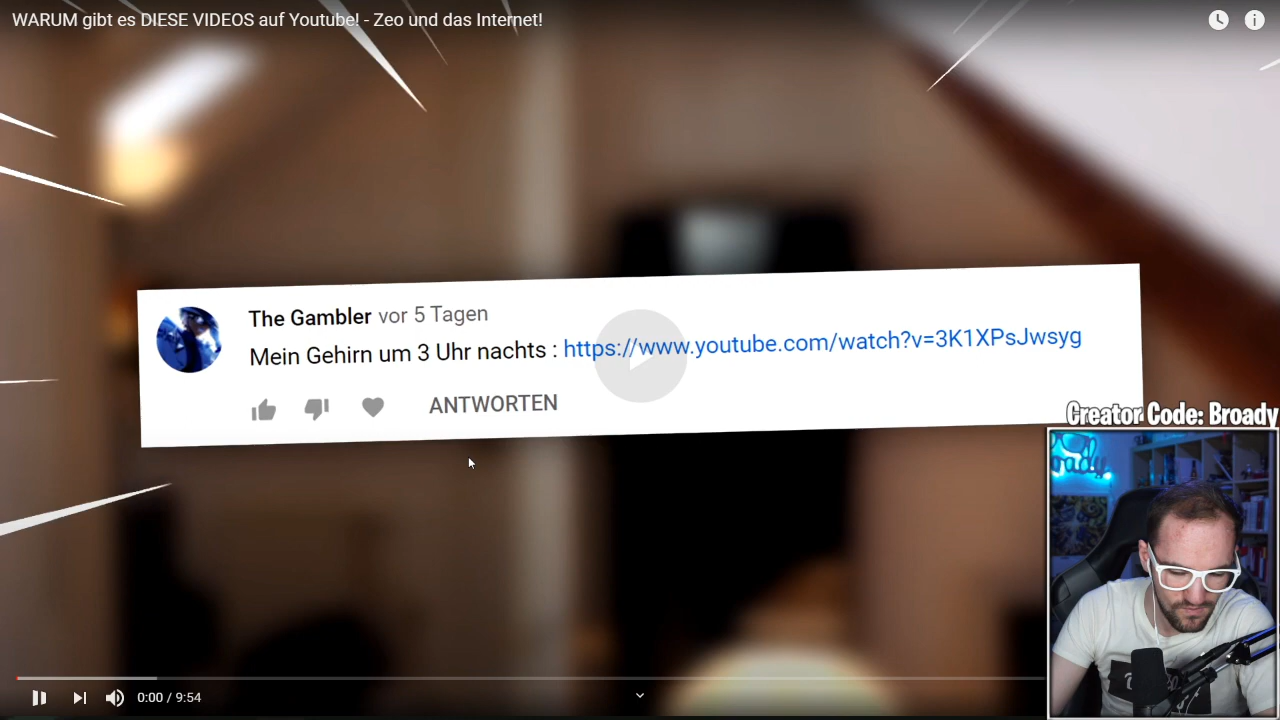 WARUM gibt es DIESE VIDEOS auf Youtube! - Zeo und das Internet!
The Gambler vor 5 Tagen
Mein Gehirn um 3 Uhr nachts : https://www.youtube.com/watch?v=3K1XPsJwsyg
ANTWORTEN
Creator Code: Broady
0:00 / 9:54